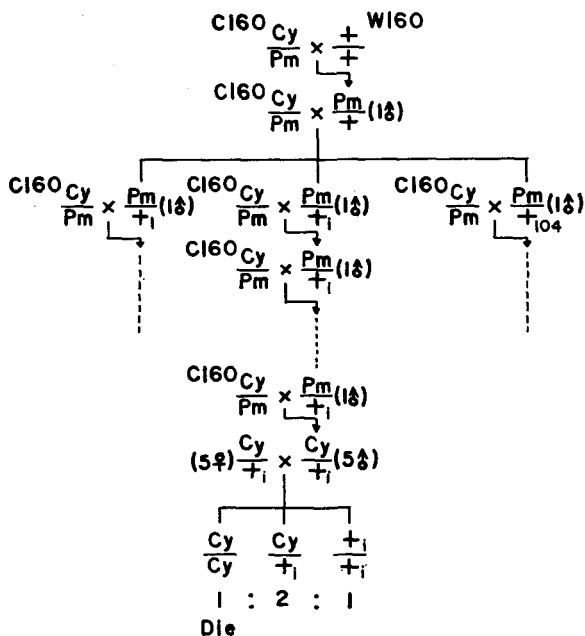 C160 Cy/Pm × +/+ W160
C160 Cy/Pm × Pm/+ (1♂)
C160 Cy/Pm × Pm/+i (1♂) C160 Cy/Pm × Pm/+i (1♂) C160 Cy/Pm × Pm/+104 (1♂)
C160 Cy/Pm × Pm/+i (1♂)
C160 Cy/Pm × Pm/+i (1♂)
(5♀) Cy/+i × Cy/+i (5♂)
Cy/Cy Cy/+i +i/+i
1 : 2 : 1
Die